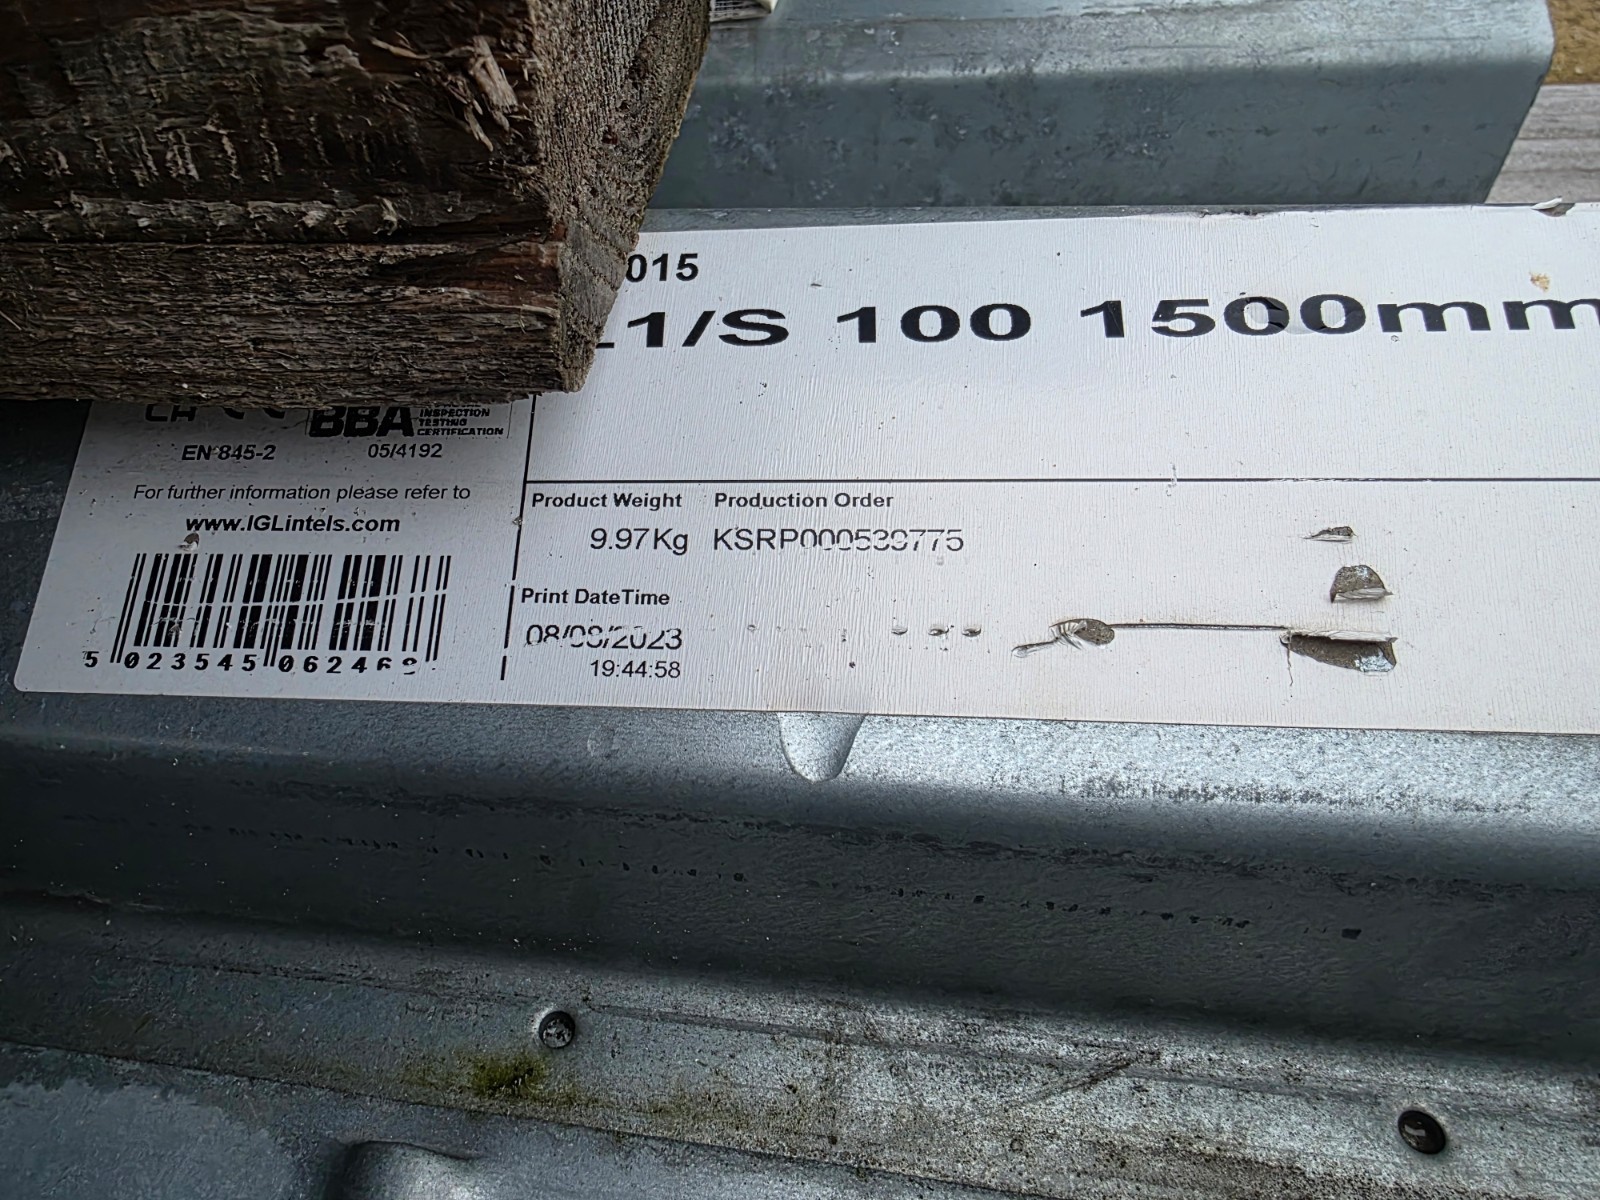 015
L1/S 100 1500mm
BBA
INSPECTION
TESTING
CERTIFICATION
EN 845-2
05/4192
For further information please refer to
www.IGLintels.com
Product Weight
9.97Kg
Production Order
Print DateTime
19:44:58